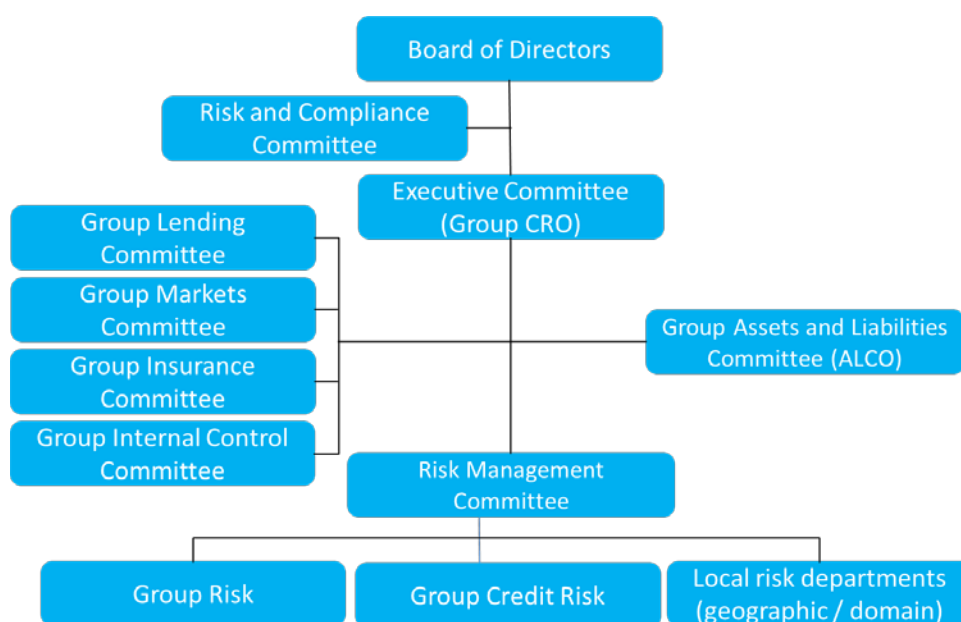 Board of Directors
Risk and Compliance
Committee
Executive Committee
(Group CRO)
Group Lending
Committee
Group Markets
Committee
Group Insurance
Committee
Group Internal Control
Committee
Group Assets and Liabilities
Committee (ALCO)
Risk Management
Committee
Group Risk
Group Credit Risk
Local risk departments
(geographic / domain)